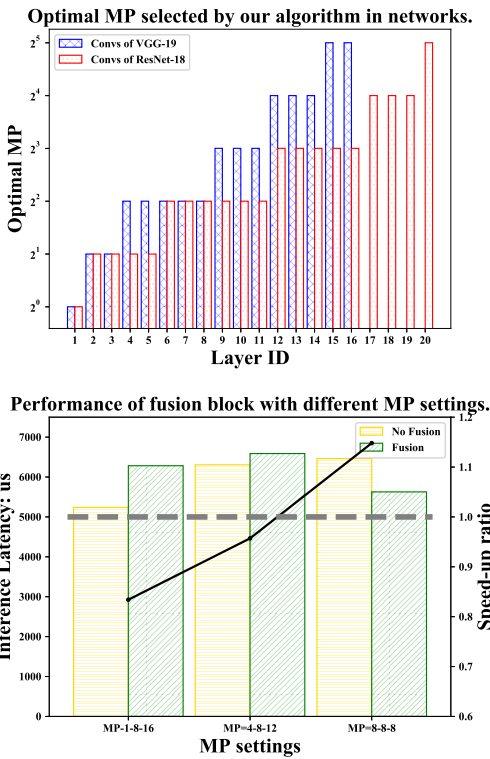 Optimal MP selected by our algorithm in networks.
Convs of VGG-19
Convs of ResNet-18
2^5
2^4
2^3
2^2
2^1
2^0
Optimal MP
1 2 3 4 5 6 7 8 9 10 11 12 13 14 15 16 17 18 19 20
Layer ID
Performance of fusion block with different MP settings.
No Fusion
Fusion
7000
6000
5000
4000
3000
2000
1000
0
Inference Latency: us
1.2
1.1
1.0
0.9
0.8
0.7
0.6
Speed-up ratio
MP-1-8-16 MP=4-8-12 MP=8-8-8
MP settings